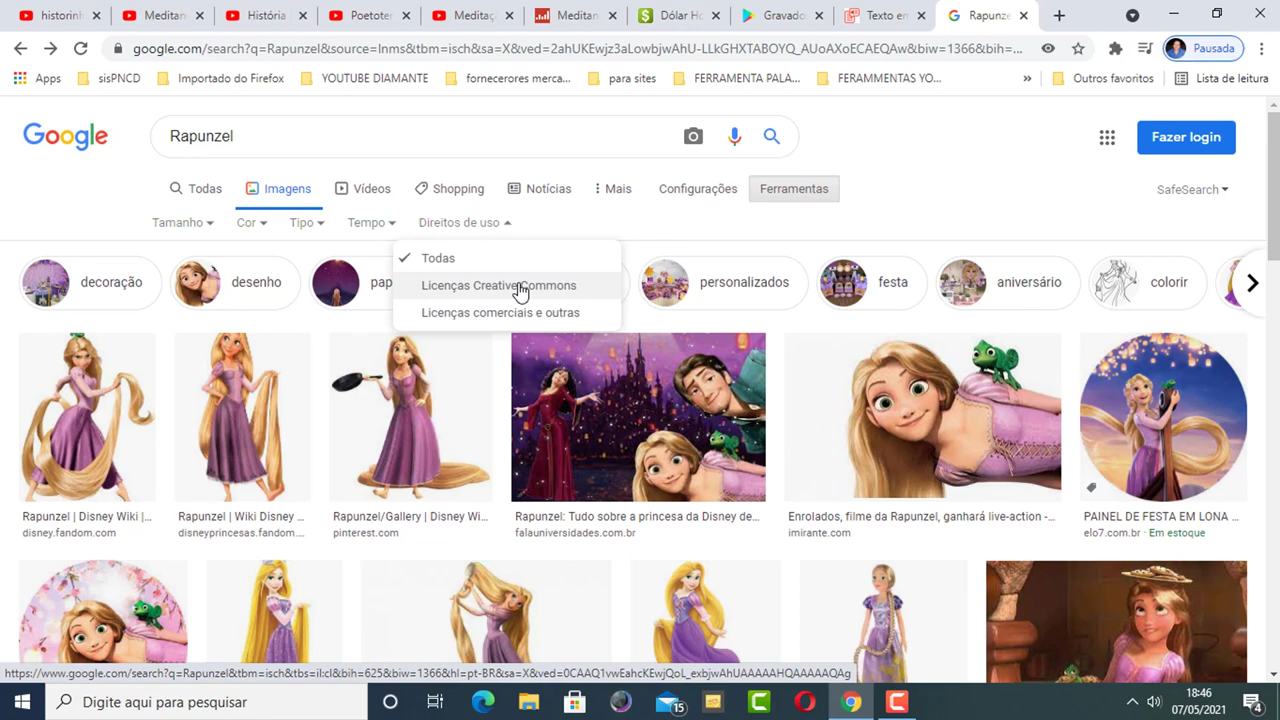 historinh
Meditan
História
Poetoter
Meditaçã
Meditan
Dólar Ho
Gravado
Texto em
Rapunze
google.com/search?q=Rapunzel&source=lnms&tbm=isch&sa=X&ved=2ahUKEwjz3aLowbjwAhU-LLkGHXTABOYQ_AUoAXoECAEQAw&biw=1366&bih=...
Pausada
Apps
sisPNCD
Importado do Firefox
YOUTUBE DIAMANTE
fornecerores merca...
para sites
FERRAMENTA PALA...
FERAMMENTAS YO...
»
Outros favoritos
Lista de leitura
Google
Rapunzel
Fazer login
Todas
Imagens
Vídeos
Shopping
Notícias
Mais
Configurações
Ferramentas
SafeSearch
Tamanho
Cor
Tipo
Tempo
Direitos de uso
Todas
Licenças Creative Commons
Licenças comerciais e outras
decoração
desenho
pap
personalizados
festa
aniversário
colorir
Rapunzel | Disney Wiki |...
disney.fandom.com
Rapunzel | Wiki Disney ...
disneyprincesas.fandom...
Rapunzel/Gallery | Disney Wi...
pinterest.com
Rapunzel: Tudo sobre a princesa da Disney de...
falauniversidades.com.br
Enrolados, filme da Rapunzel, ganhará live-action -...
imirante.com
PAINEL DE FESTA EM LONA ...
elo7.com.br · Em estoque
https://www.google.com/search?q=Rapunzel&tbm=isch&tbs=il:cl&bih=625&biw=1366&hl=pt-BR&sa=X&ved=0CAAQ1vwEahcKEwjQoL_exbjwAhUAAAAAHQAAAAAQAg
Digite aqui para pesquisar
15
18:46
07/05/2021
4